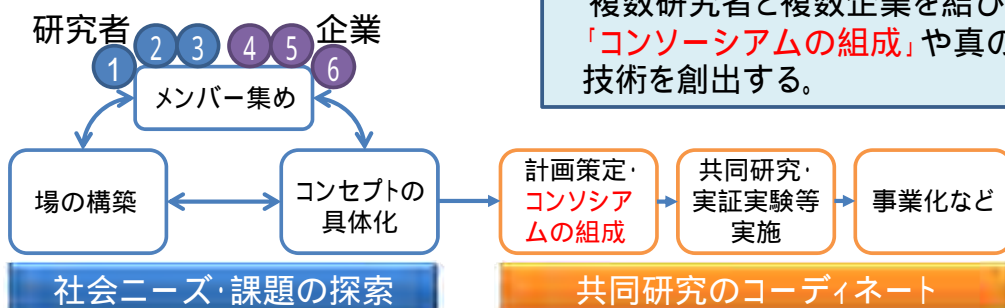 研究者
1
2
3
4
5
6
企業
メンバー集め
場の構築
コンセプトの
具体化
社会ニーズ・課題の探索
複数研究者と複数企業を結び
「コンソーシアムの組成」や真の
技術を創出する。
計画策定・
コンソシア
ムの組成
共同研究・
実証実験等
実施
事業化など
共同研究のコーディネート